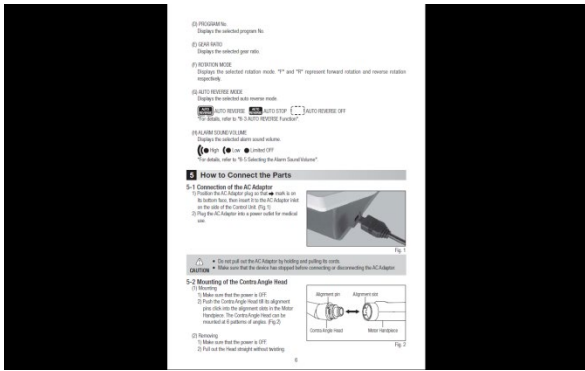 (D) PROGRAM No.
Displays the selected program No.
(E) GEAR RATIO
Displays the selected gear ratio.
(F) ROTATION MODE
Displays the selected rotation mode. "F" and "R" represent forward rotation and reverse rotation
respectively.
(G) AUTO REVERSE MODE
Displays the selected auto reverse mode.
AUTO REVERSE AUTO STOP AUTO REVERSE OFF
*For details, refer to "6-3 AUTO REVERSE Function".
(H) ALARM SOUND VOLUME
Displays the selected alarm sound volume.
High Low Limited OFF
*For details, refer to "6-5 Selecting the Alarm Sound Volume".
5 How to Connect the Parts
5-1 Connection of the AC Adaptor
1) Position the AC Adaptor plug so that ➡ mark is on
its bottom face, then insert it to the AC Adaptor inlet
on the side of the Control Unit. (Fig.1)
2) Plug the AC Adaptor into a power outlet for medical
use.
Fig. 1
CAUTION
• Do not pull out the AC Adaptor by holding and pulling its cords.
• Make sure that the device has stopped before connecting or disconnecting the AC Adaptor.
5-2 Mounting of the Contra Angle Head
(1) Mounting
1) Make sure that the power is OFF.
2) Push the Contra Angle Head till its alignment
pins click into the alignment slots in the Motor
Handpiece. The Contra Angle Head can be
mounted at 6 patterns of angles. (Fig.2)
Alignment pin Alignment slot
Contra Angle Head Motor Handpiece
Fig. 2
(2) Removing
1) Make sure that the power is OFF.
2) Pull out the Head straight without twisting.
6